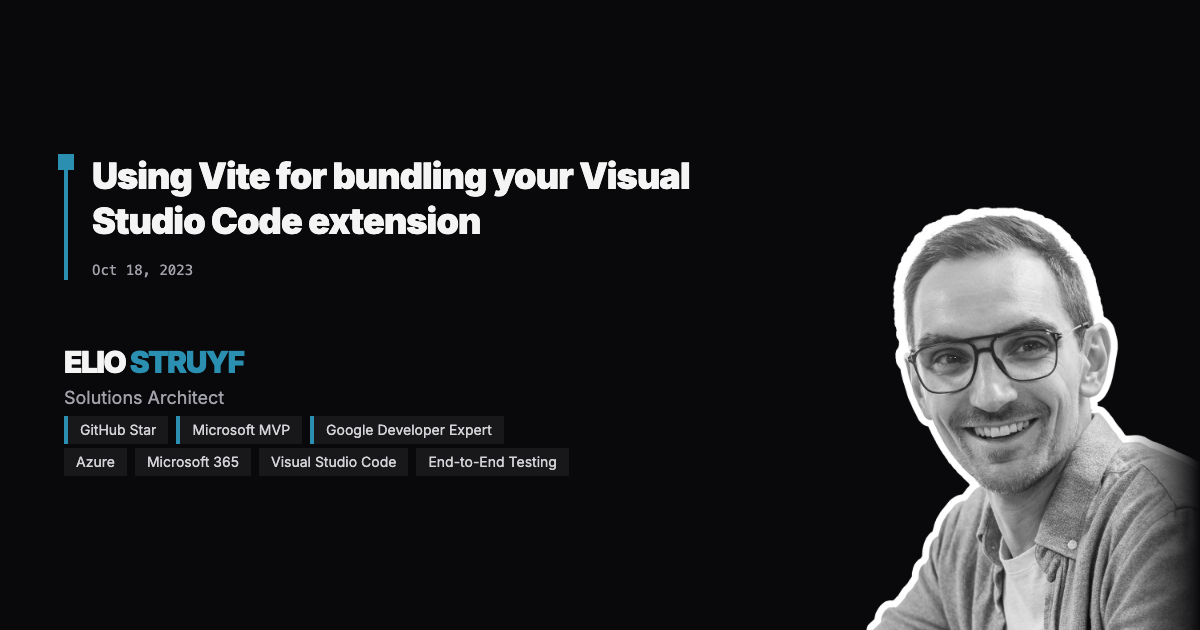 Using Vite for bundling your Visual
Studio Code extension
Oct 18, 2023
ELIO STRUYF
Solutions Architect
GitHub Star Microsoft MVP Google Developer Expert
Azure Microsoft 365 Visual Studio Code End-to-End Testing